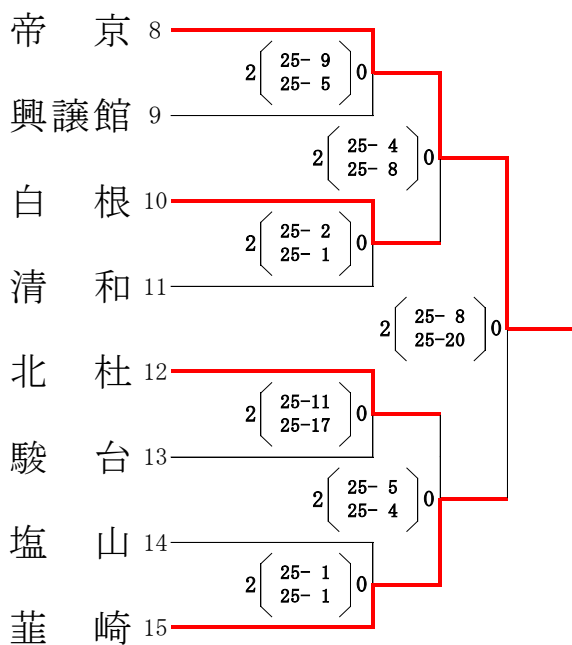 帝京 8
2 25- 9 0
25- 5
興譲館 9
2 25- 4 0
25- 8
白根 10
2 25- 2 0
25- 1
清和 11
2 25- 8 0
25-20
北杜 12
2 25-11 0
25-17
駿台 13
2 25- 5 0
25- 4
塩山 14
2 25- 1 0
25- 1
韮崎 15